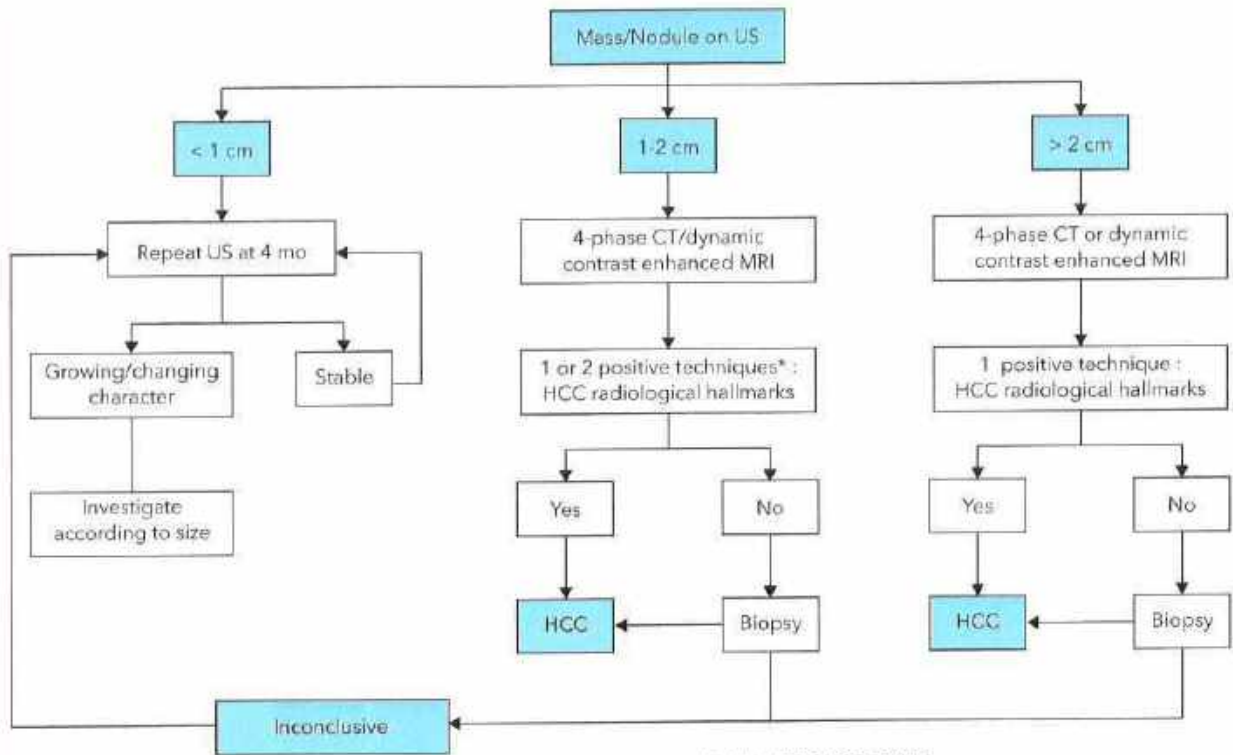 Mass/Nodule on US
< 1 cm
1-2 cm
> 2 cm
Repeat US at 4 mo
4-phase CT/dynamic
contrast enhanced MRI
4-phase CT or dynamic
contrast enhanced MRI
Growing/changing
character
Stable
1 or 2 positive techniques* :
HCC radiological hallmarks
1 positive technique :
HCC radiological hallmarks
Investigate
according to size
Yes
No
Yes
No
HCC
Biopsy
HCC
Biopsy
Inconclusive